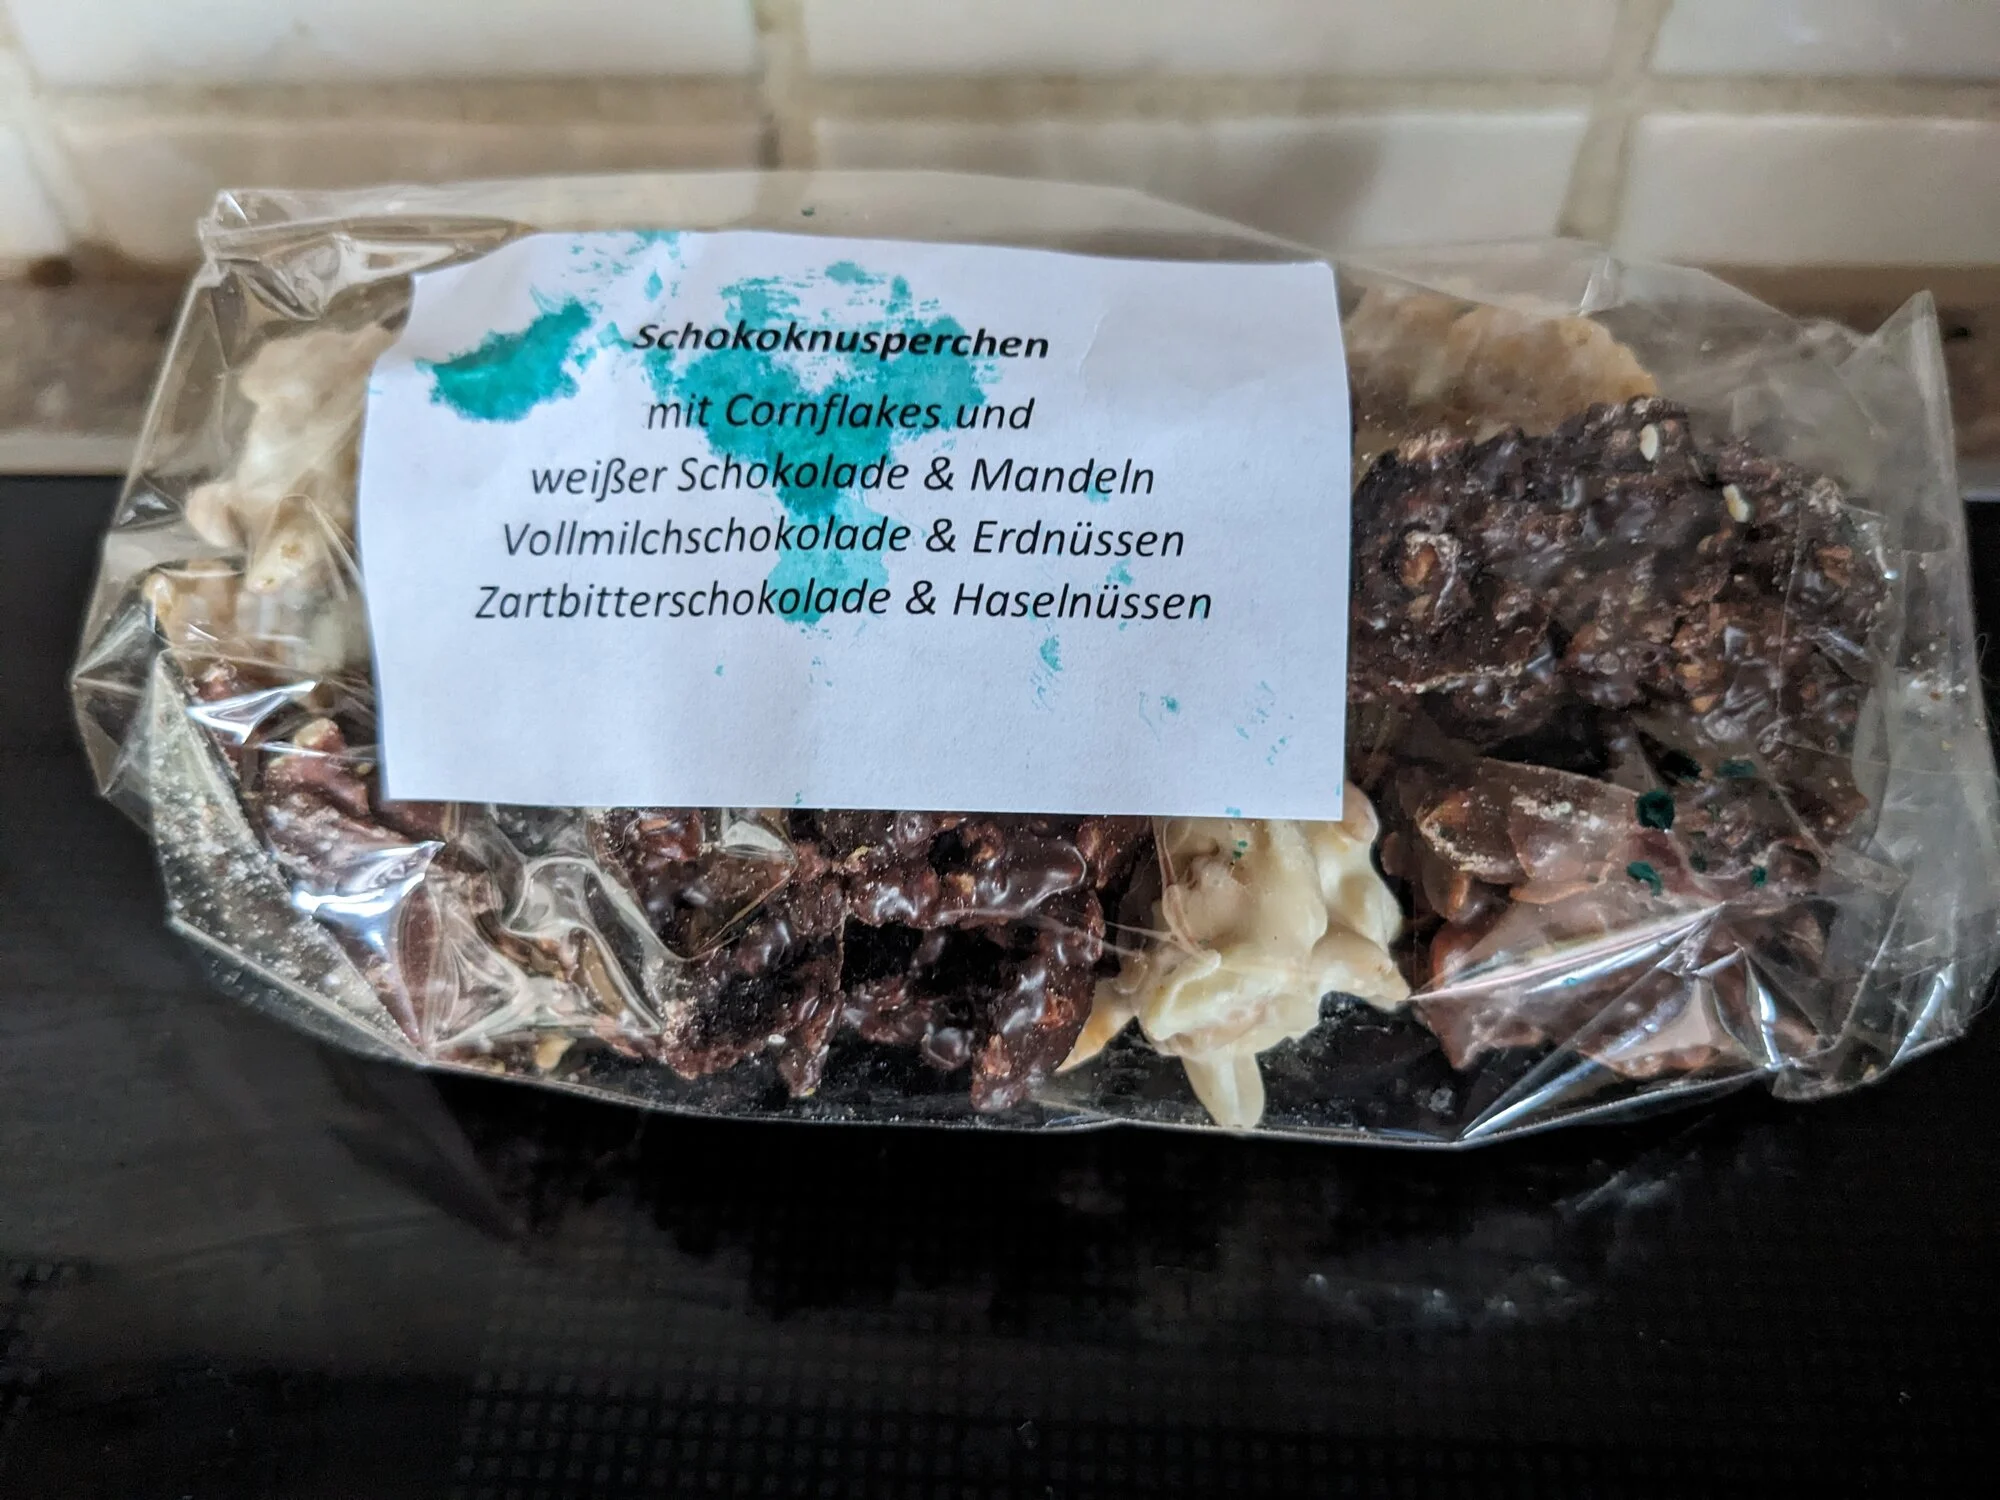 Schokoknusperchen
mit Cornflakes und
weißer Schokolade & Mandeln
Vollmilchschokolade & Erdnüssen
Zartbitterschokolade & Haselnüssen